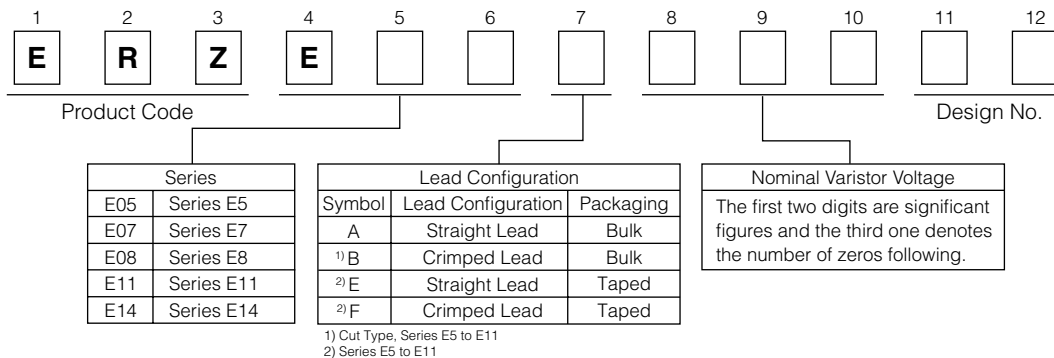 1 2 3 4 5 6 7 8 9 10 11 12
E R Z E
Product Code
Design No.
Series
E05 Series E5
E07 Series E7
E08 Series E8
E11 Series E11
E14 Series E14
Lead Configuration
Symbol Lead Configuration Packaging
A Straight Lead Bulk
1) B Crimped Lead Bulk
2) E Straight Lead Taped
2) F Crimped Lead Taped
1) Cut Type, Series E5 to E11
2) Series E5 to E11
Nominal Varistor Voltage
The first two digits are significant
figures and the third one denotes
the number of zeros following.